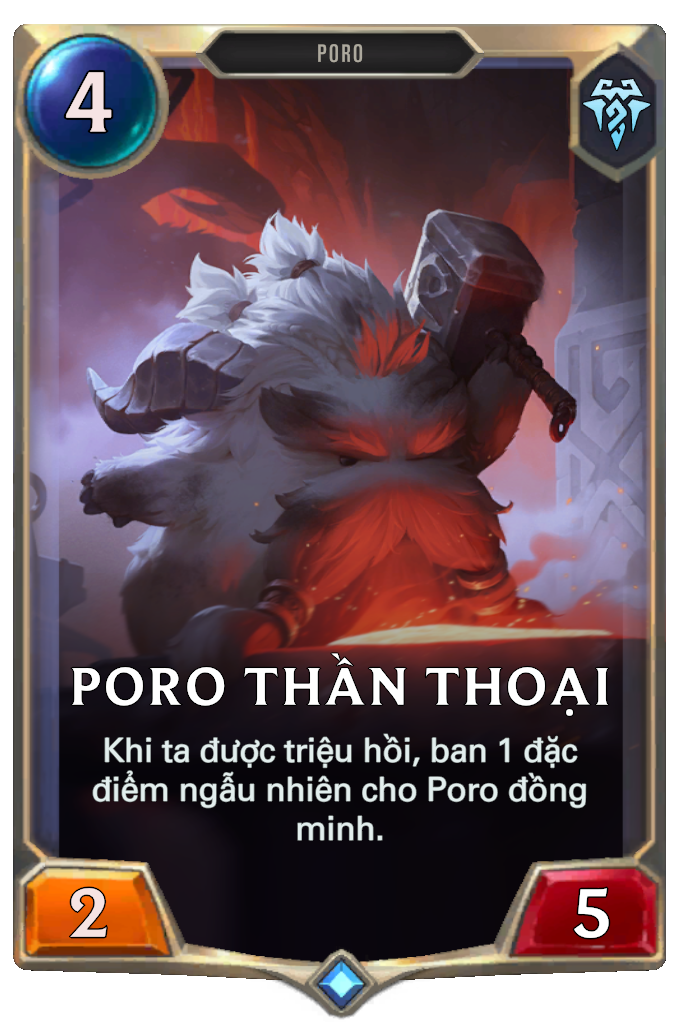 4
PORO
PORO THẦN THOẠI
Khi ta được triệu hồi, ban 1 đặc
điểm ngẫu nhiên cho Poro đồng
minh.
2
5